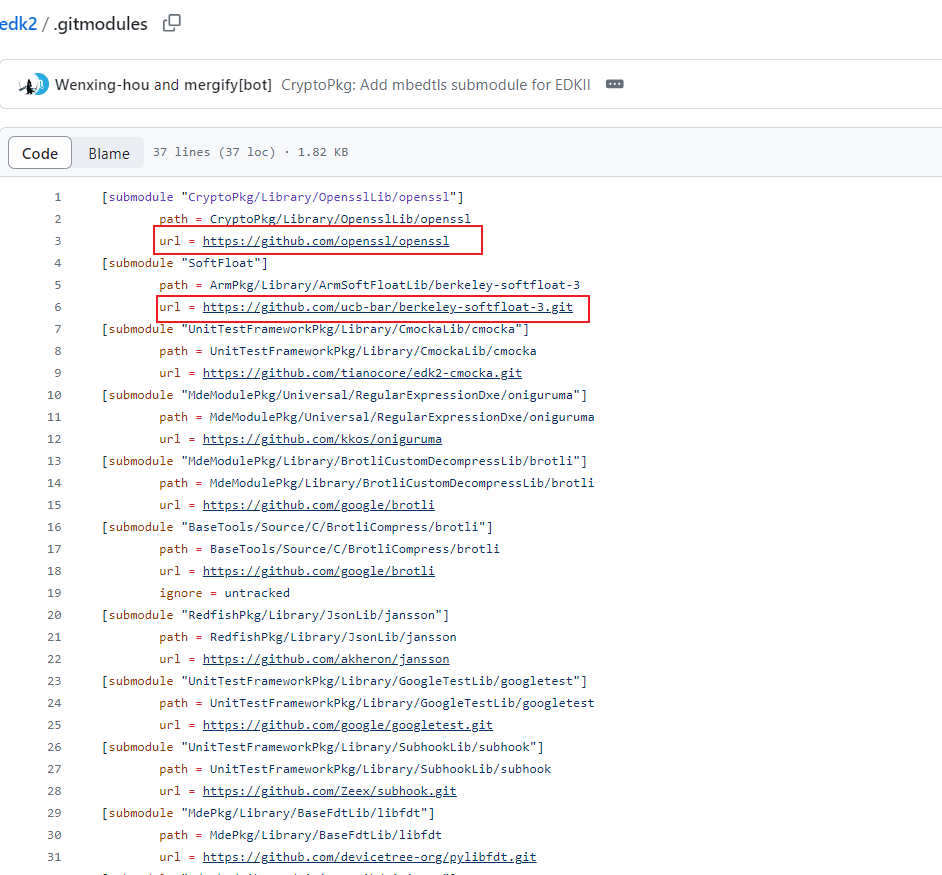 edk2 / .gitmodules
Wenxing-hou and mergify[bot] CryptoPkg: Add mbedtls submodule for EDKII
Code Blame 37 lines (37 loc) · 1.82 KB
1 [submodule "CryptoPkg/Library/OpensslLib/openssl"]
2 path = CryptoPkg/Library/OpensslLib/openssl
3 url = https://github.com/openssl/openssl
4 [submodule "SoftFloat"]
5 path = ArmPkg/Library/ArmSoftFloatLib/berkeley-softfloat-3
6 url = https://github.com/ucb-bar/berkeley-softfloat-3.git
7 [submodule "UnitTestFrameworkPkg/Library/CmockaLib/cmocka"]
8 path = UnitTestFrameworkPkg/Library/CmockaLib/cmocka
9 url = https://github.com/tianocore/edk2-cmocka.git
10 [submodule "MdeModulePkg/Universal/RegularExpressionDxe/oniguruma"]
11 path = MdeModulePkg/Universal/RegularExpressionDxe/oniguruma
12 url = https://github.com/kkos/oniguruma
13 [submodule "MdeModulePkg/Library/BrotliCustomDecompressLib/brotli"]
14 path = MdeModulePkg/Library/BrotliCustomDecompressLib/brotli
15 url = https://github.com/google/brotli
16 [submodule "BaseTools/Source/C/BrotliCompress/brotli"]
17 path = BaseTools/Source/C/BrotliCompress/brotli
18 url = https://github.com/google/brotli
19 ignore = untracked
20 [submodule "RedfishPkg/Library/JsonLib/jansson"]
21 path = RedfishPkg/Library/JsonLib/jansson
22 url = https://github.com/akheron/jansson
23 [submodule "UnitTestFrameworkPkg/Library/GoogleTestLib/googletest"]
24 path = UnitTestFrameworkPkg/Library/GoogleTestLib/googletest
25 url = https://github.com/google/googletest.git
26 [submodule "UnitTestFrameworkPkg/Library/SubhookLib/subhook"]
27 path = UnitTestFrameworkPkg/Library/SubhookLib/subhook
28 url = https://github.com/Zeex/subhook.git
29 [submodule "MdePkg/Library/BaseFdtLib/libfdt"]
30 path = MdePkg/Library/BaseFdtLib/libfdt
31 url = https://github.com/devicetree-org/pylibfdt.git